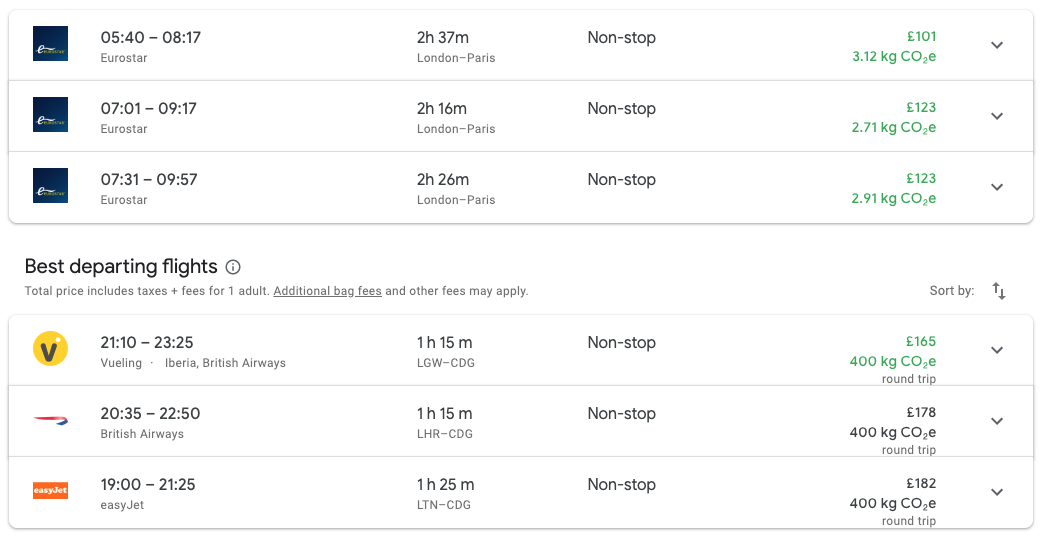 05:40 – 08:17 2h 37m Non-stop £101
Eurostar London–Paris 3.12 kg CO₂e
07:01 – 09:17 2h 16m Non-stop £123
Eurostar London–Paris 2.71 kg CO₂e
07:31 – 09:57 2h 26m Non-stop £123
Eurostar London–Paris 2.91 kg CO₂e
Best departing flights
Total price includes taxes + fees for 1 adult. Additional bag fees and other fees may apply. Sort by:
21:10 – 23:25 1 h 15 m Non-stop £165
Vueling · Iberia, British Airways LGW–CDG 400 kg CO₂e
round trip
20:35 – 22:50 1 h 15 m Non-stop £178
British Airways LHR–CDG 400 kg CO₂e
round trip
easyJet 19:00 – 21:25 1 h 25 m Non-stop £182
easyJet LTN–CDG 400 kg CO₂e
round trip